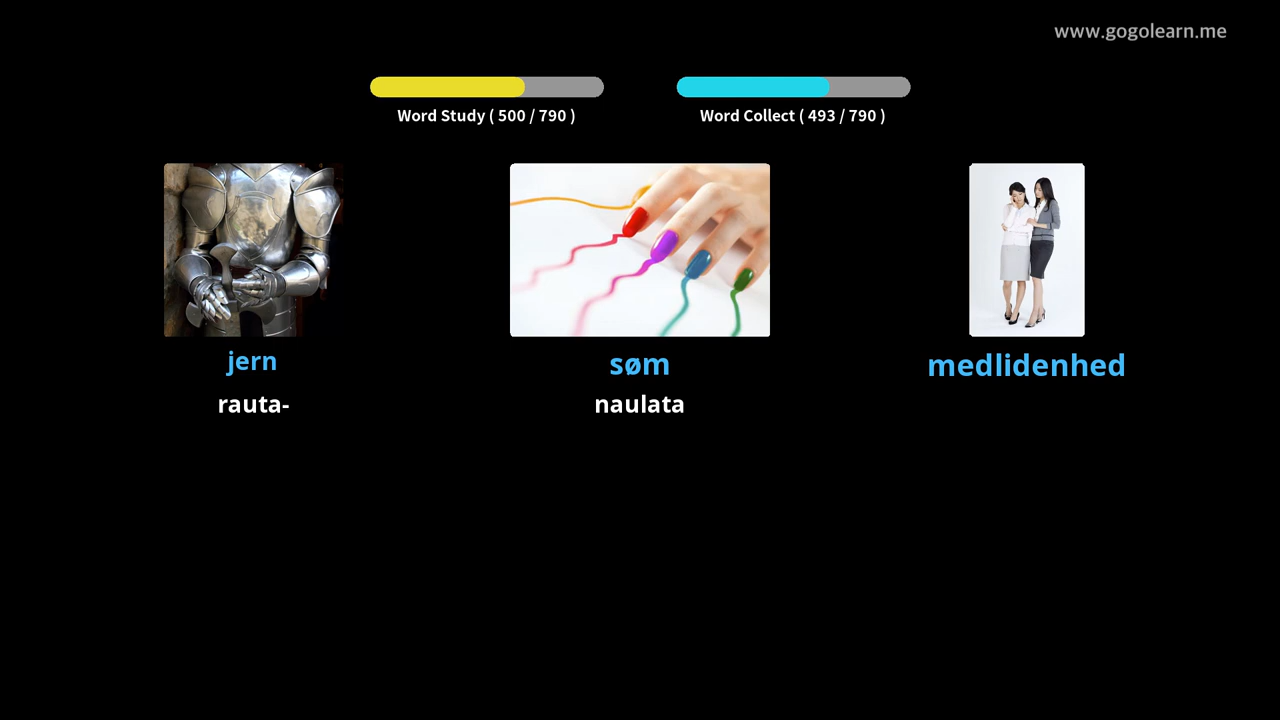 www.gogolearn.me
Word Study ( 500 / 790 )
Word Collect ( 493 / 790 )
jern
søm
medlidenhed
rauta-
naulata